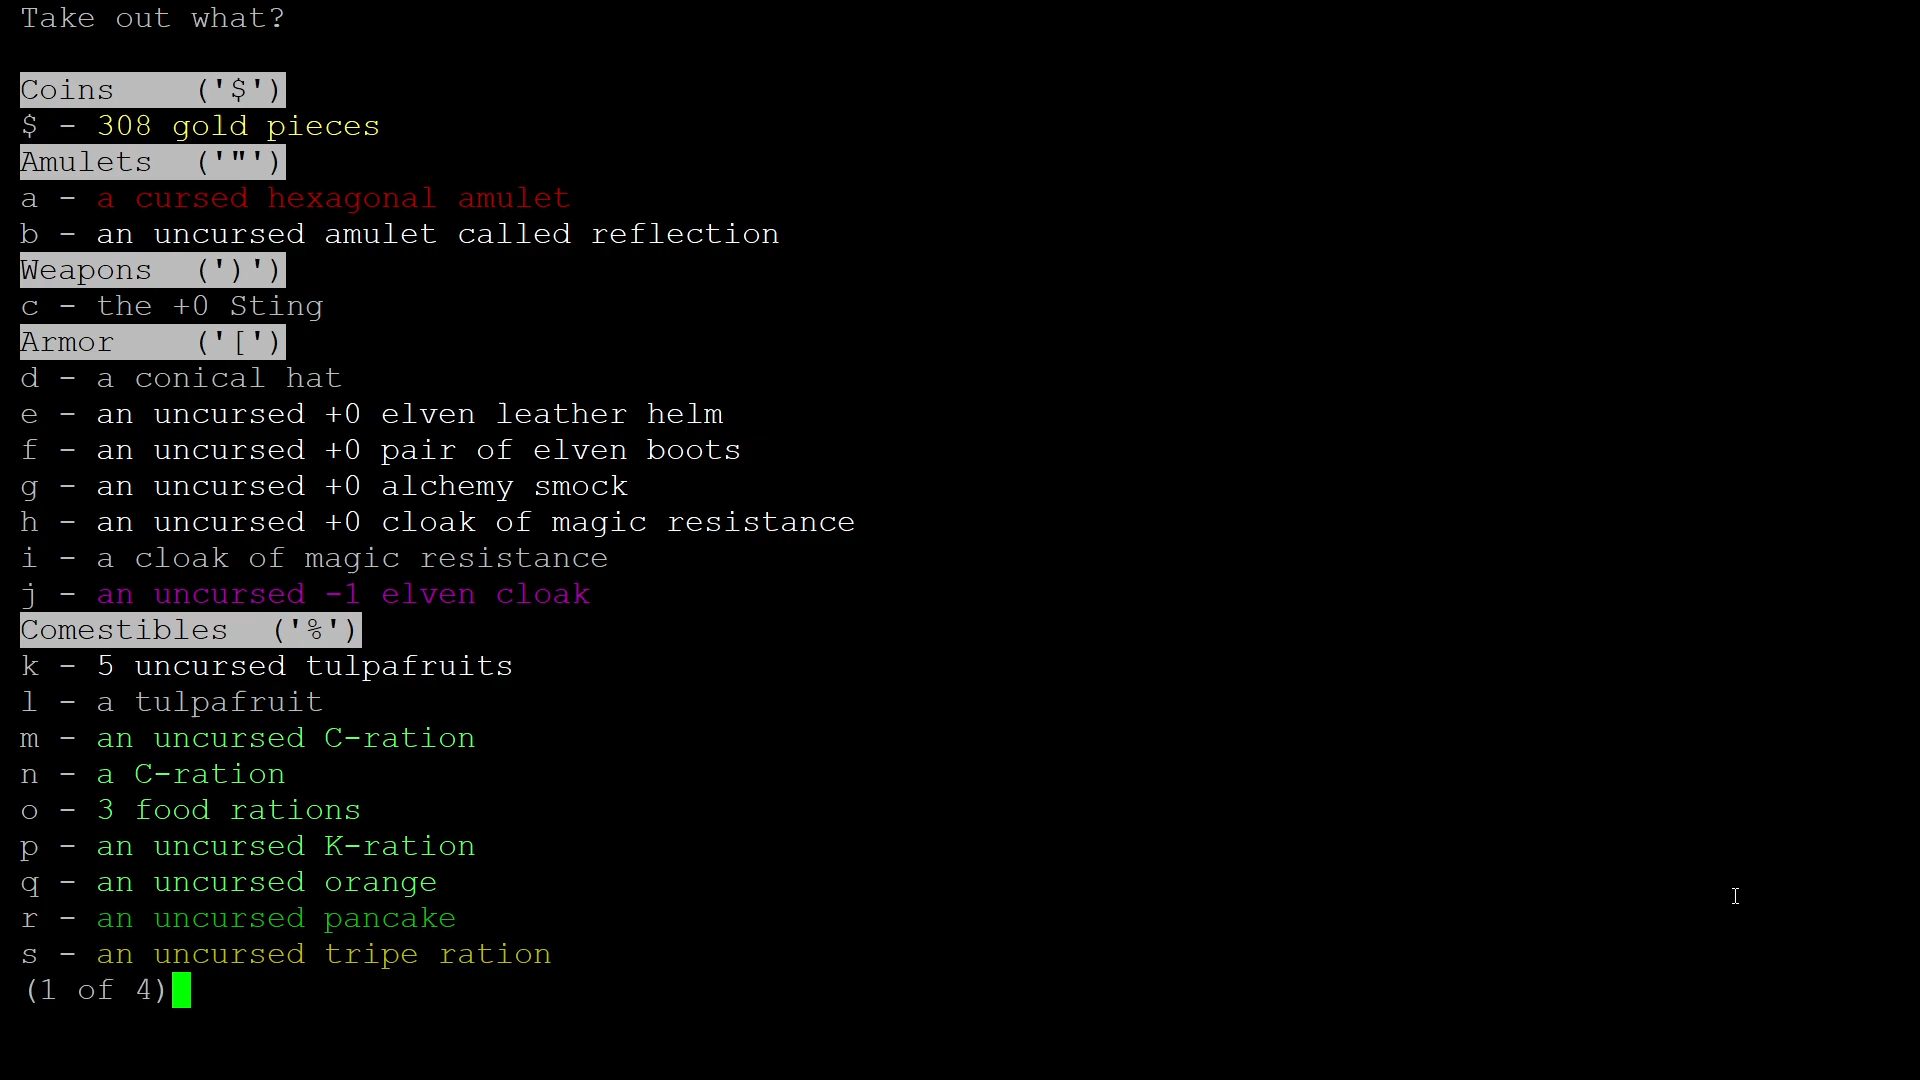 Take out what?
Coins    ('$')
$ - 308 gold pieces
Amulets  ('"')
a - a cursed hexagonal amulet
b - an uncursed amulet called reflection
Weapons  (')')
c - the +0 Sting
Armor    ('[')
d - a conical hat
e - an uncursed +0 elven leather helm
f - an uncursed +0 pair of elven boots
g - an uncursed +0 alchemy smock
h - an uncursed +0 cloak of magic resistance
i - a cloak of magic resistance
j - an uncursed -1 elven cloak
Comestibles  ('%')
k - 5 uncursed tulpafruits
l - a tulpafruit
m - an uncursed C-ration
n - a C-ration
o - 3 food rations
p - an uncursed K-ration
q - an uncursed orange
r - an uncursed pancake
s - an uncursed tripe ration
(1 of 4)